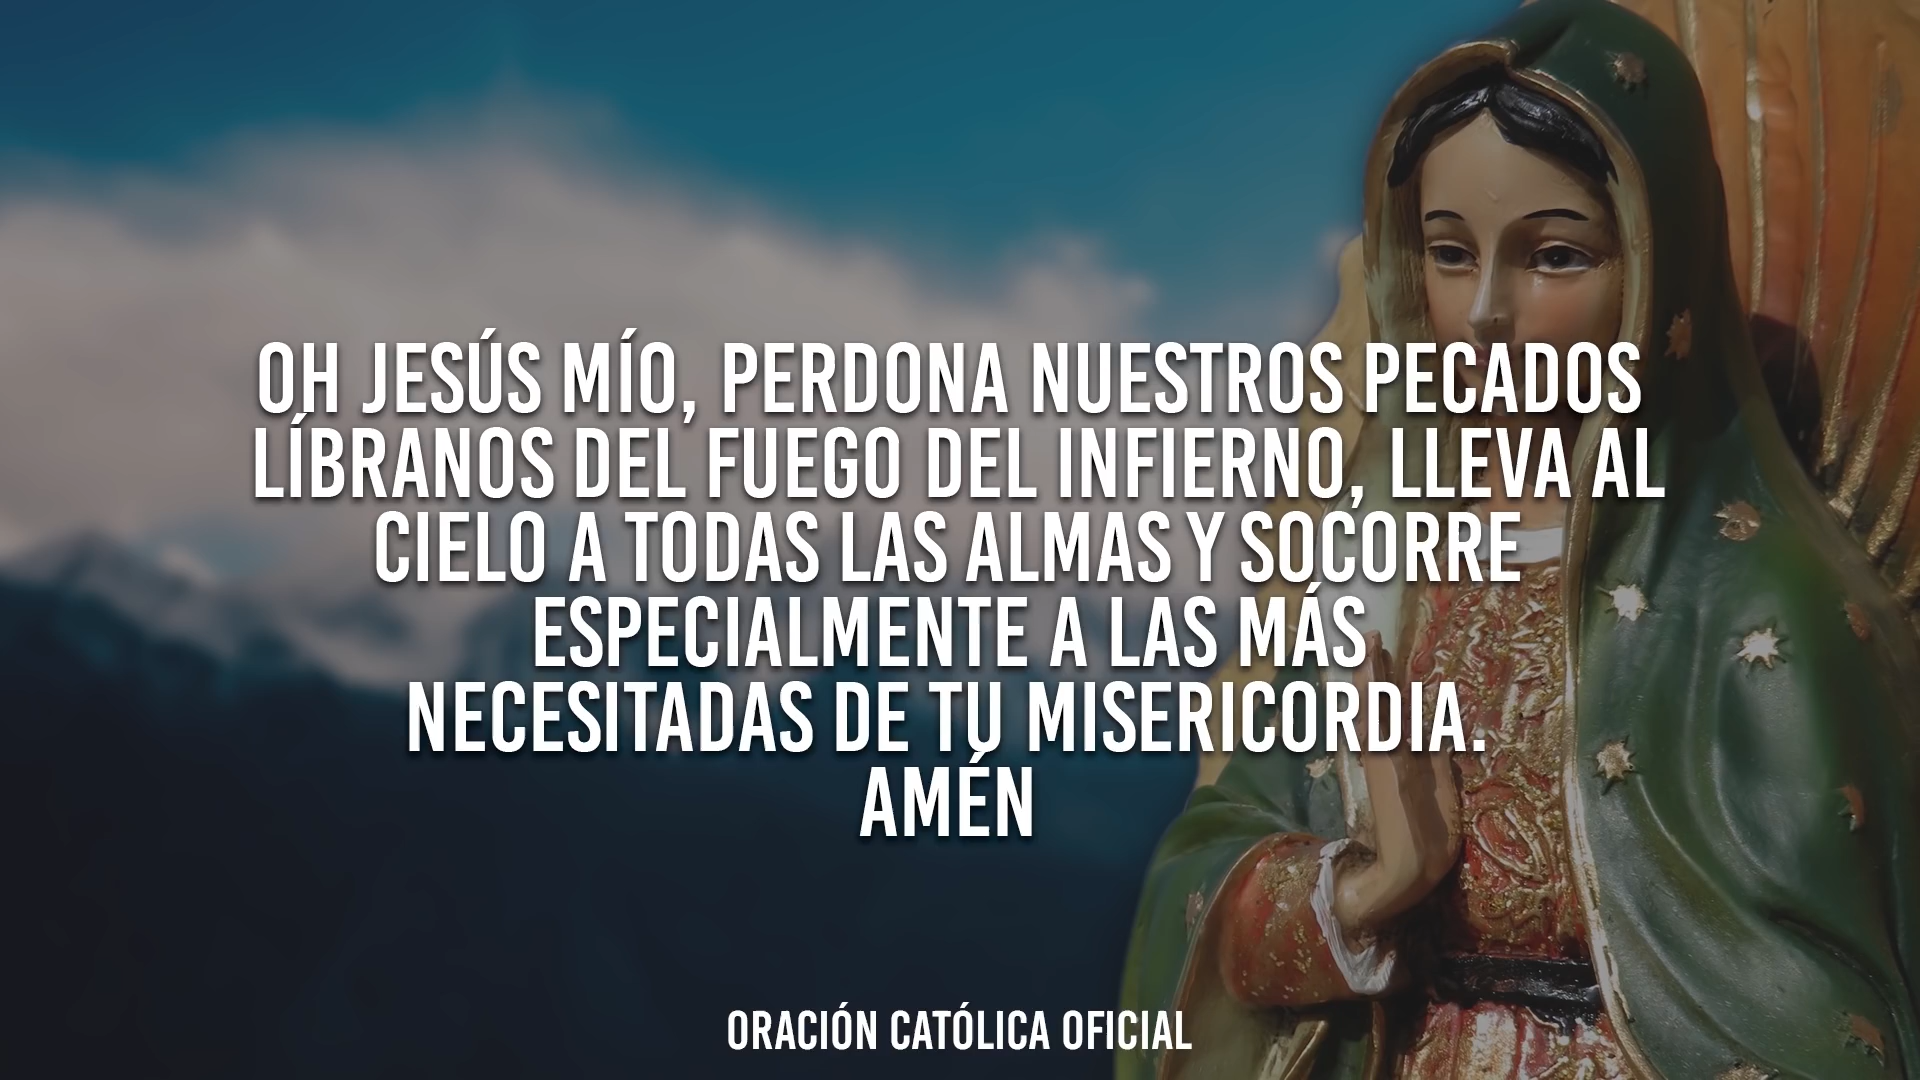 OH JESÚS MÍO, PERDONA NUESTROS PECADOS
LÍBRANOS DEL FUEGO DEL INFIERNO, LLEVA AL
CIELO A TODAS LAS ALMAS Y SOCORRE
ESPECIALMENTE A LAS MÁS
NECESITADAS DE TU MISERICORDIA.
AMÉN
ORACIÓN CATÓLICA OFICIAL